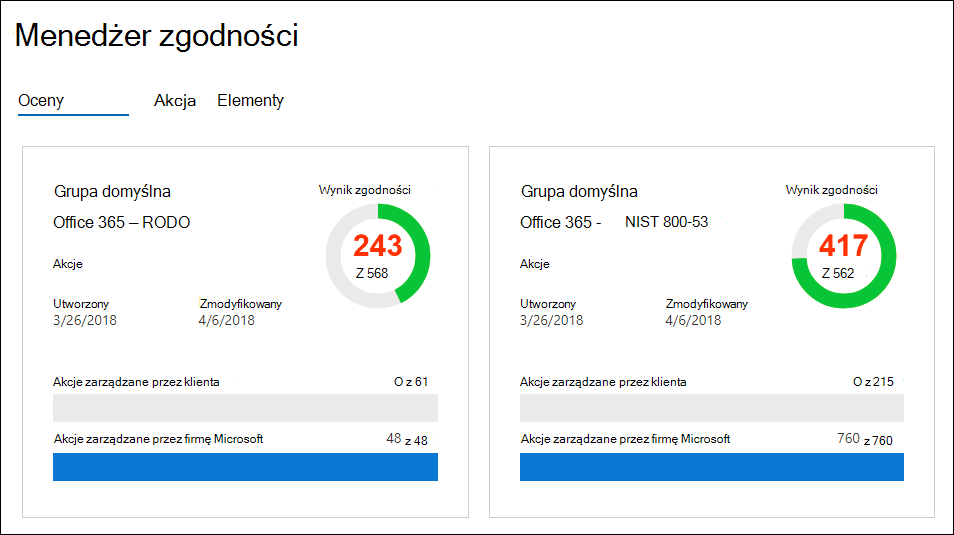 Menedżer zgodności
Oceny Akcja Elementy
Grupa domyślna Wynik zgodności
Office 365 – RODO
243
Z 568
Akcje
Utworzony Zmodyfikowany
3/26/2018 4/6/2018
Akcje zarządzane przez klienta O z 61
Akcje zarządzane przez firmę Microsoft 48 z 48
Grupa domyślna Wynik zgodności
Office 365 - NIST 800-53
417
Z 562
Akcje
Utworzony Zmodyfikowany
3/26/2018 4/6/2018
Akcje zarządzane przez klienta O z 215
Akcje zarządzane przez firmę Microsoft 760 z 760